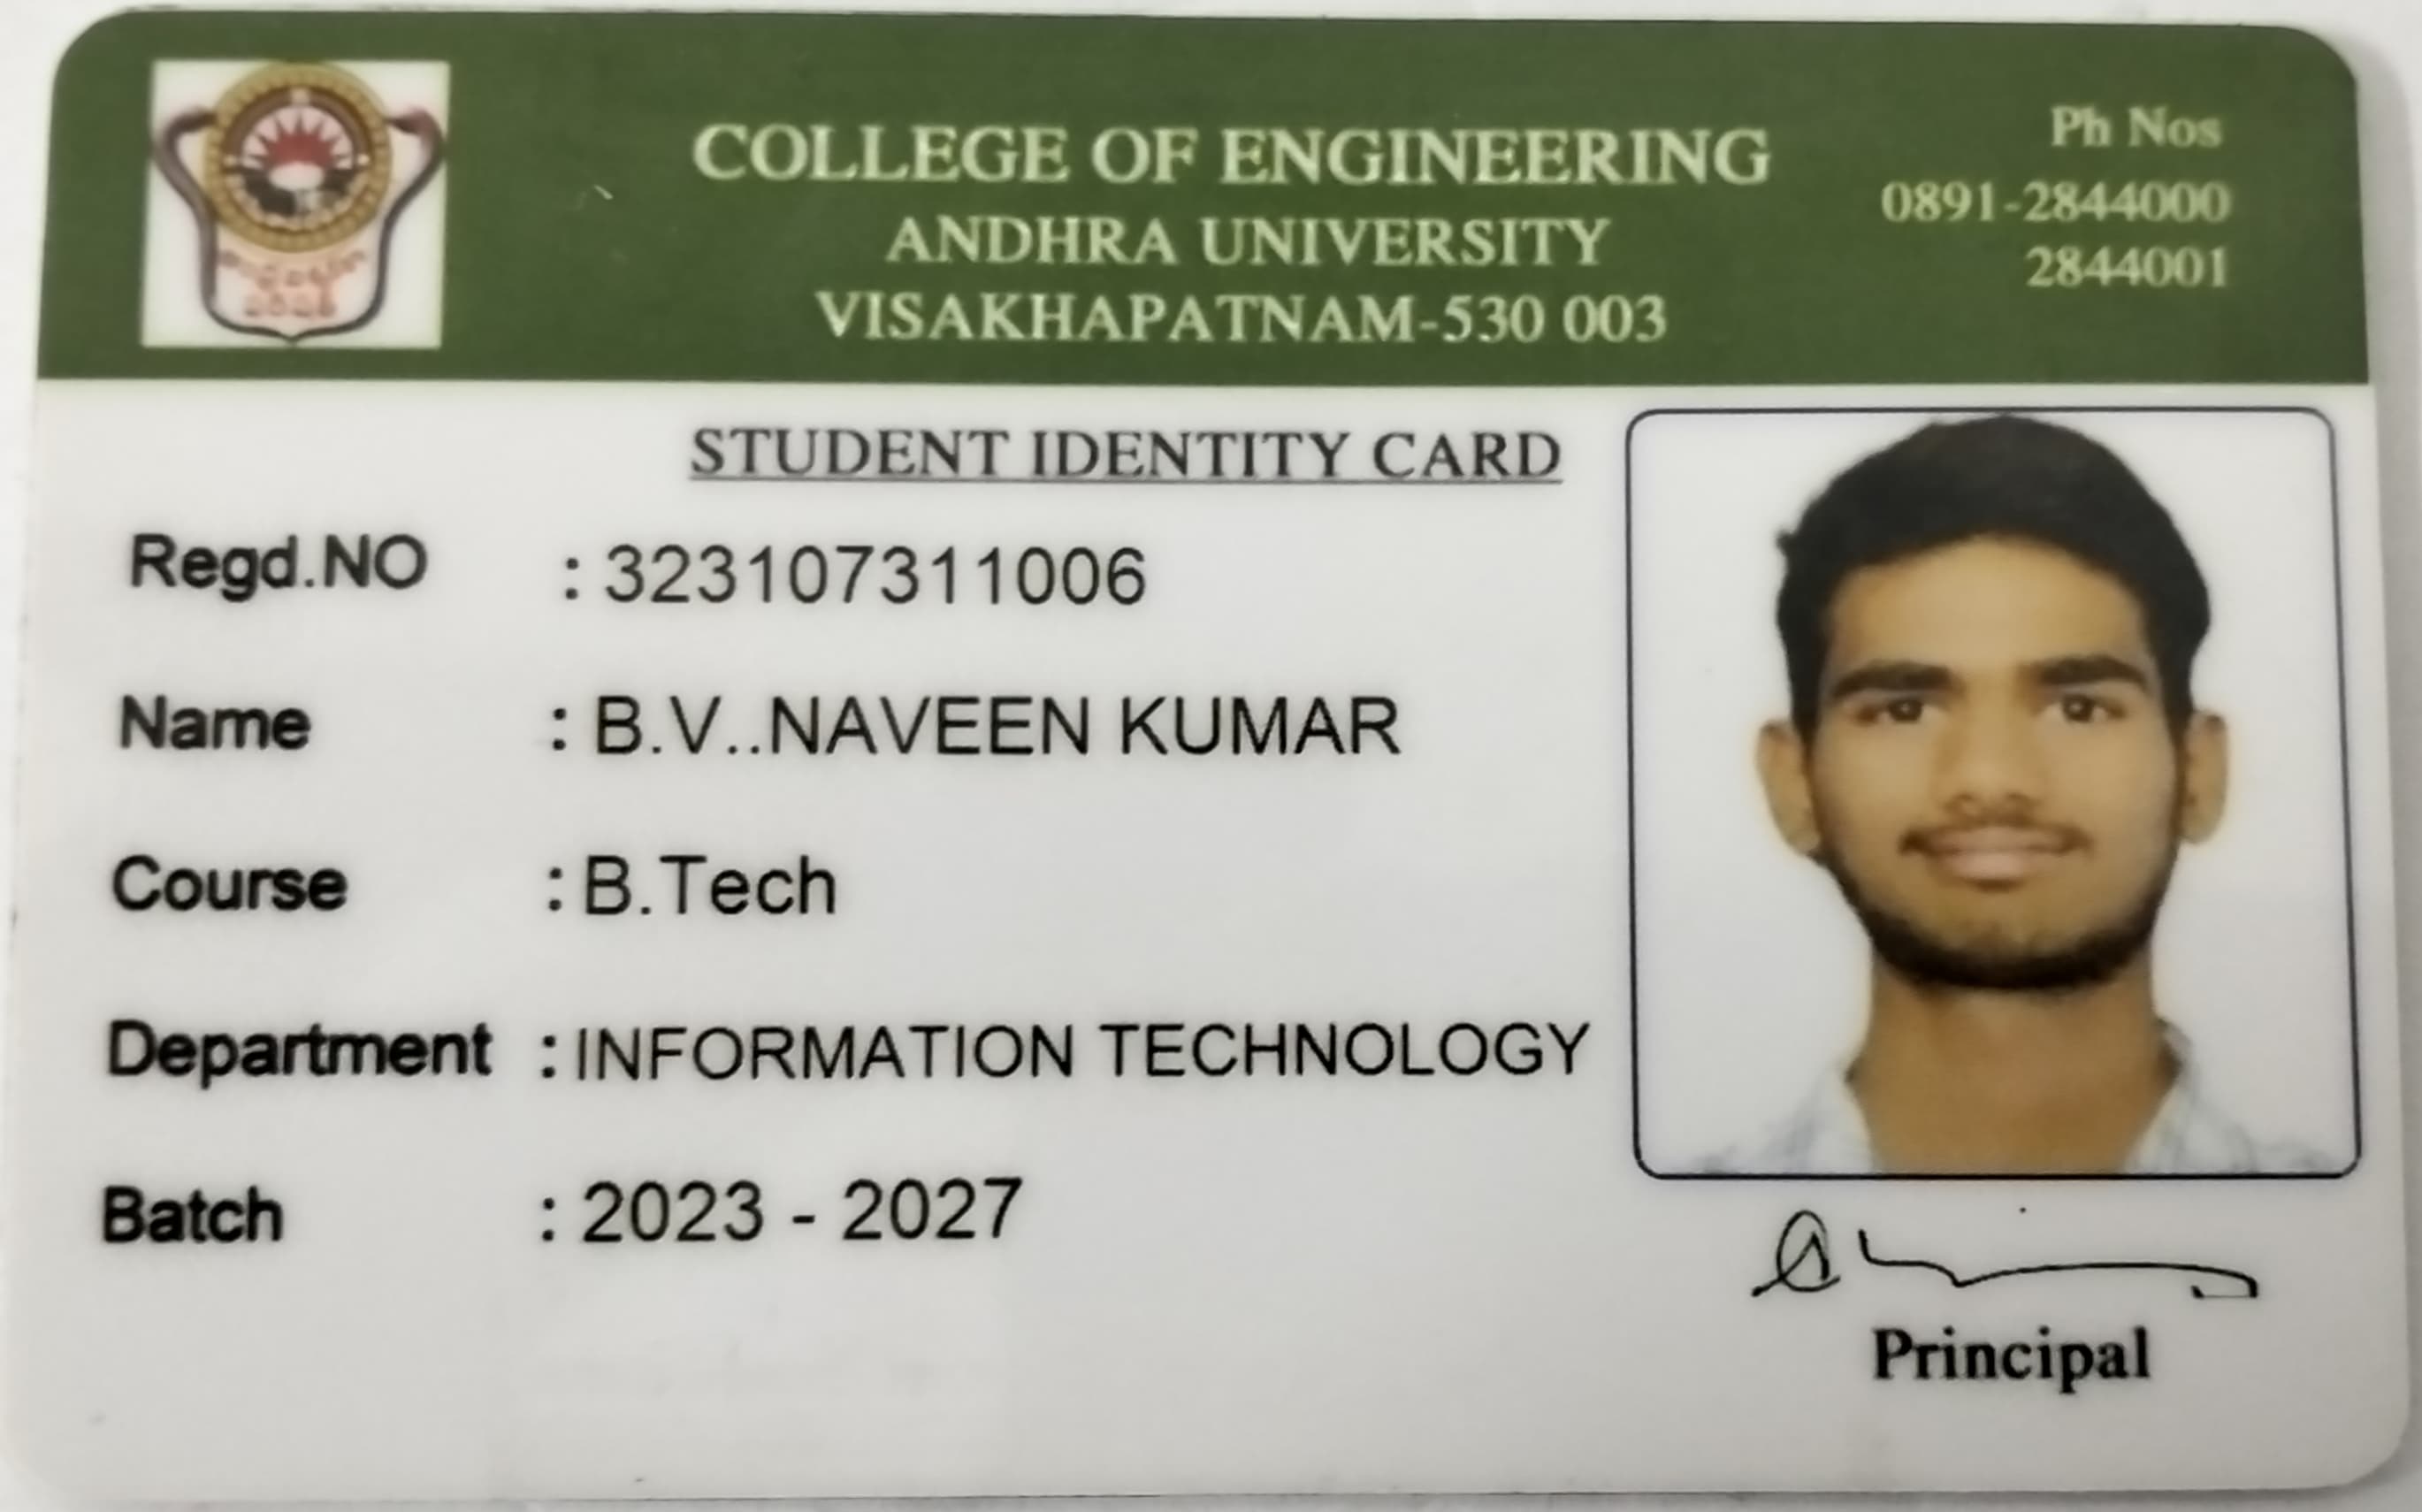 COLLEGE OF ENGINEERING
ANDHRA UNIVERSITY
VISAKHAPATNAM-530 003
Ph Nos
0891-2844000
2844001
STUDENT IDENTITY CARD
Regd.NO : 323107311006
Name : B.V..NAVEEN KUMAR
Course : B.Tech
Department : INFORMATION TECHNOLOGY
Batch : 2023 - 2027
Principal